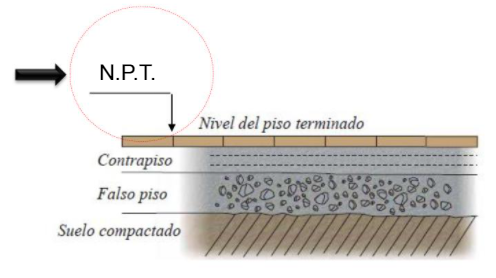 N.P.T.
Nivel del piso terminado
Contrapiso
Falso piso
Suelo compactado